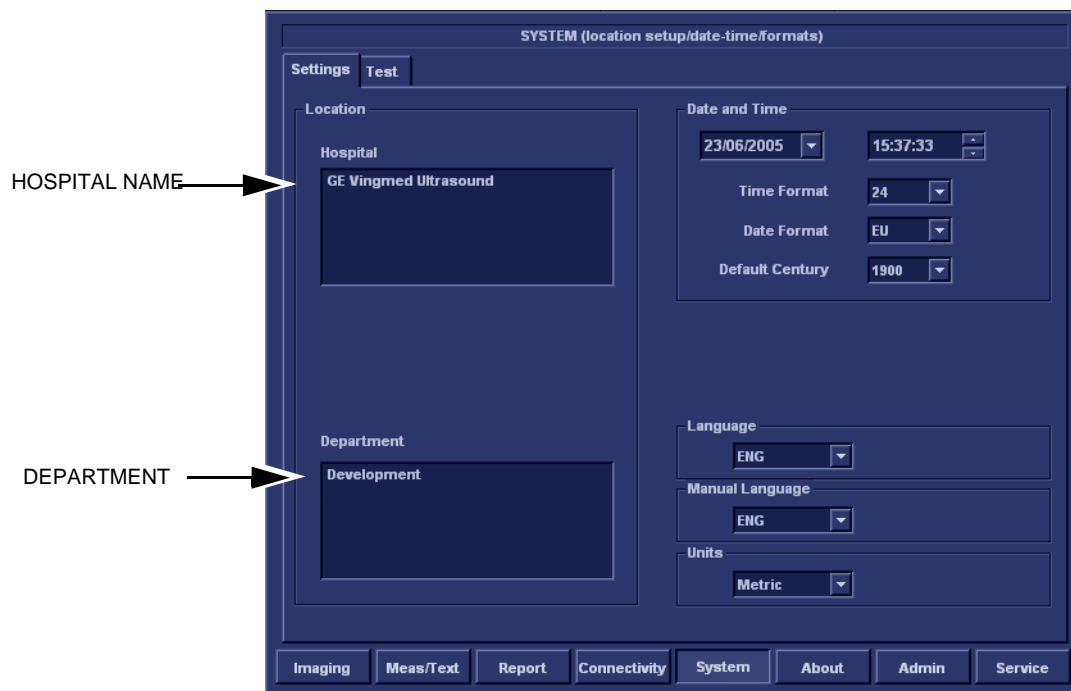 SYSTEM (location setup/date-time/formats)
Settings Test
Location
Hospital
GE Vingmed Ultrasound
HOSPITAL NAME
Department
Development
DEPARTMENT
Date and Time
23/06/2005 15:37:33
Time Format 24
Date Format EU
Default Century 1900
Language
ENG
Manual Language
ENG
Units
Metric
Imaging Meas/Text Report Connectivity System About Admin Service